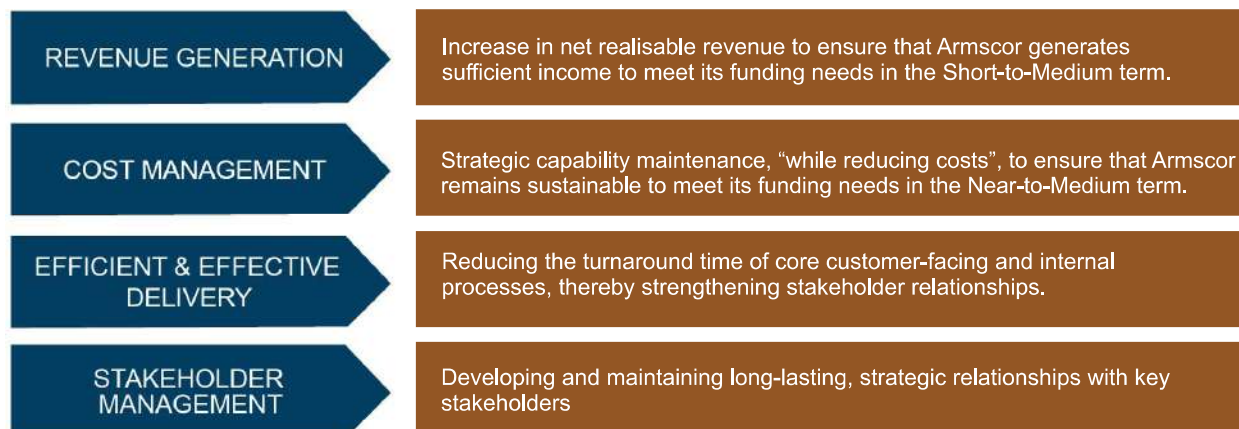 REVENUE GENERATION
Increase in net realisable revenue to ensure that Armscor generates
sufficient income to meet its funding needs in the Short-to-Medium term.
COST MANAGEMENT
Strategic capability maintenance, “while reducing costs”, to ensure that Armscor
remains sustainable to meet its funding needs in the Near-to-Medium term.
EFFICIENT & EFFECTIVE
DELIVERY
Reducing the turnaround time of core customer-facing and internal
processes, thereby strengthening stakeholder relationships.
STAKEHOLDER
MANAGEMENT
Developing and maintaining long-lasting, strategic relationships with key
stakeholders